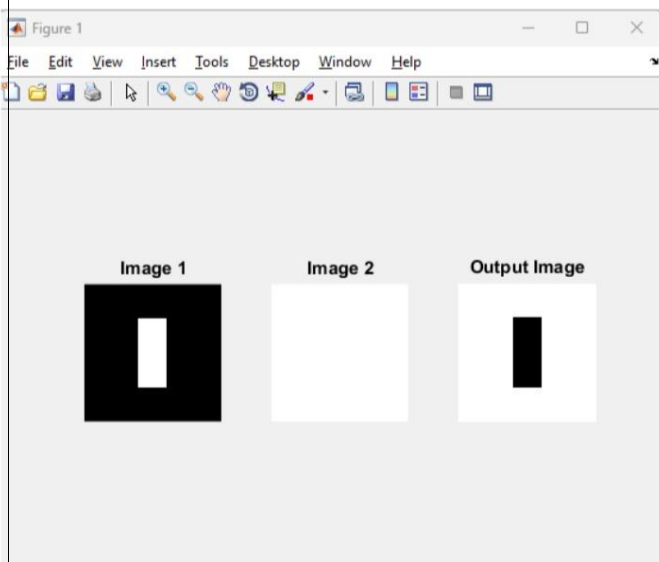 Figure 1
File Edit View Insert Tools Desktop Window Help
Image 1 Image 2 Output Image